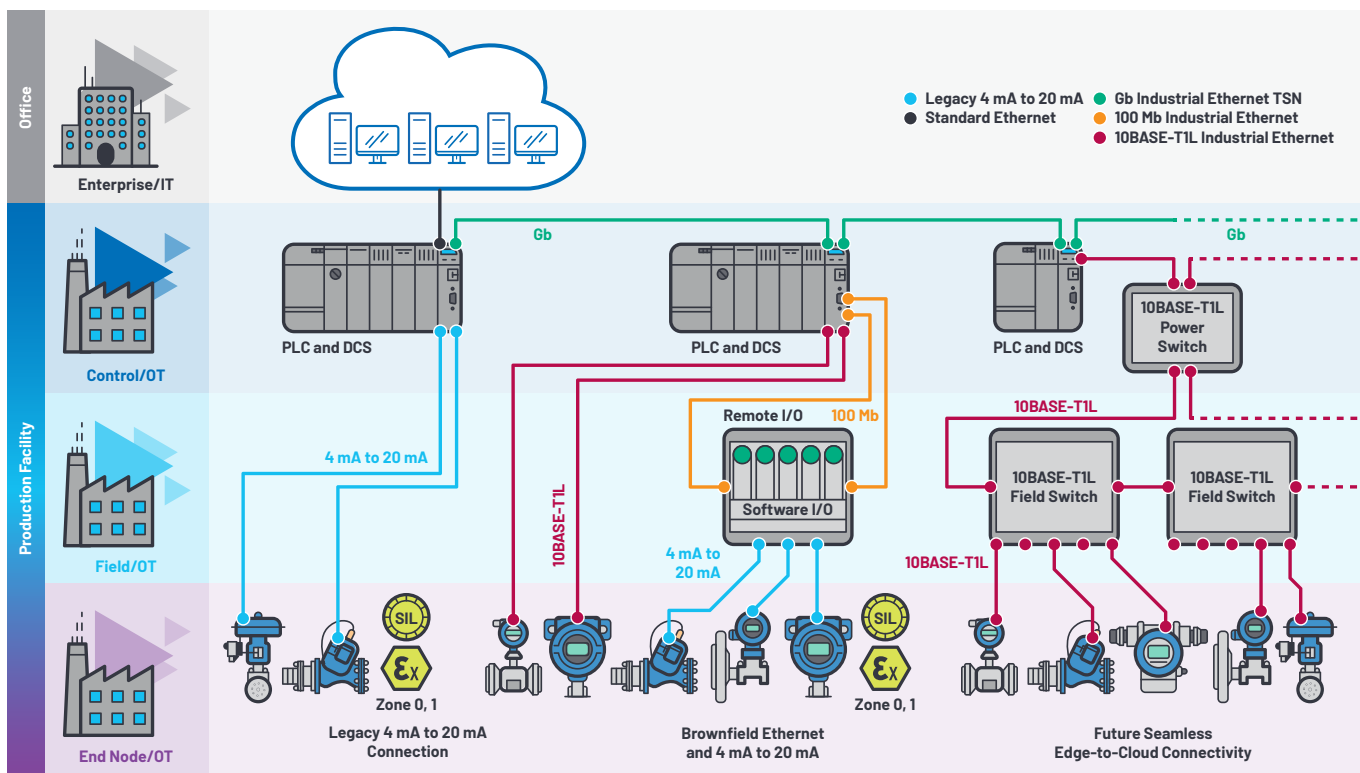 Office
Enterprise/IT
Legacy 4 mA to 20 mA
Standard Ethernet
Gb Industrial Ethernet TSN
100 Mb Industrial Ethernet
10BASE-T1L Industrial Ethernet
Production Facility
Control/OT
Gb
Gb
PLC and DCS
PLC and DCS
PLC and DCS
10BASE-T1L
Power
Switch
Field/OT
4 mA to 20 mA
10BASE-T1L
Remote I/O
100 Mb
Software I/O
4 mA to
20 mA
10BASE-T1L
10BASE-T1L
Field Switch
10BASE-T1L
Field Switch
10BASE-T1L
End Node/OT
SIL
εx
Zone 0, 1
SIL
εx
Zone 0, 1
Legacy 4 mA to 20 mA
Connection
Brownfield Ethernet
and 4 mA to 20 mA
Future Seamless
Edge-to-Cloud Connectivity